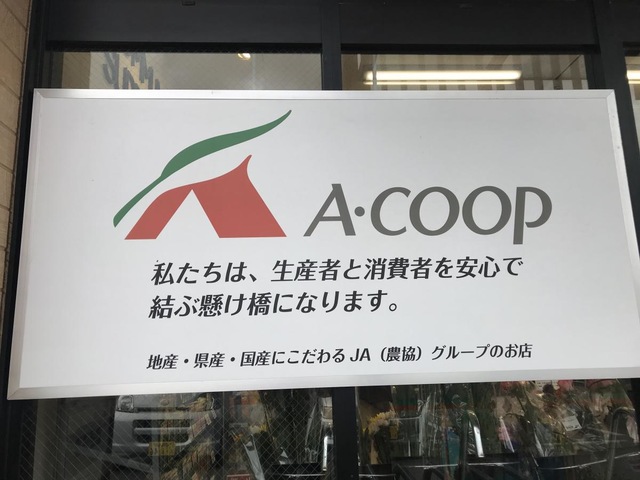 A·COOP
私たちは、生産者と消費者を安心で
結ぶ懸け橋になります。
地産・県産・国産にこだわるJA（農協）グループのお店